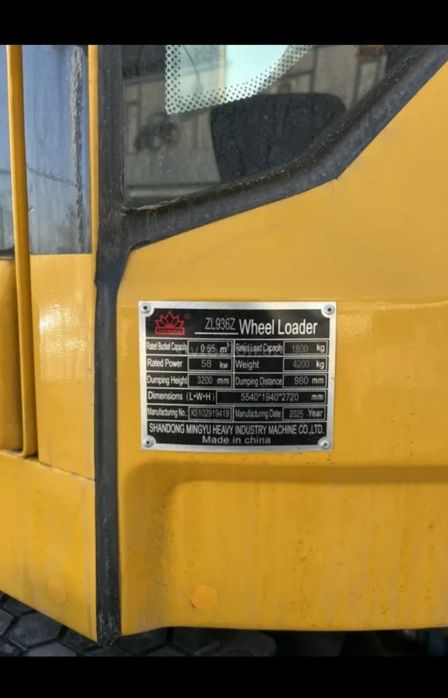 ZL936Z Wheel Loader
Rated Bucket Capacity 0.65 m³ Rated Load Capacity 1800 kg
Rated Power 58 kw Weight 4200 kg
Dumping Height 3200 mm Dumping Distance 980 mm
Dimensions (L*W*H) 5540*1940*2720 mm
Manufacturing No.: K5102919419 Manufacturing Date: 2025 Year
SHANDONG MINGYU HEAVY INDUSTRY MACHINE CO.,LTD.
Made in china